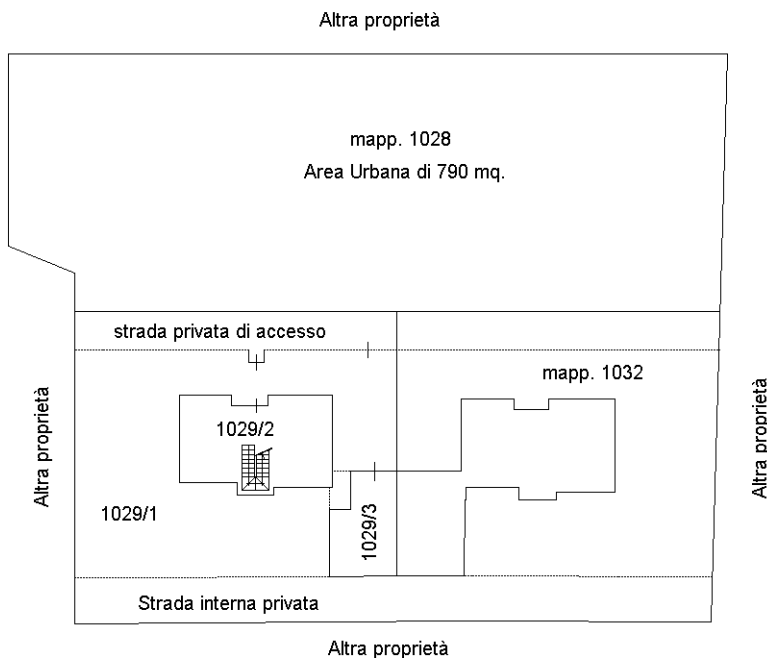 Altra proprietà
mapp. 1028
Area Urbana di 790 mq.
strada privata di accesso
mapp. 1032
Altra proprietà
1029/2
Altra proprietà
1029/1
1029/3
Strada interna privata
Altra proprietà